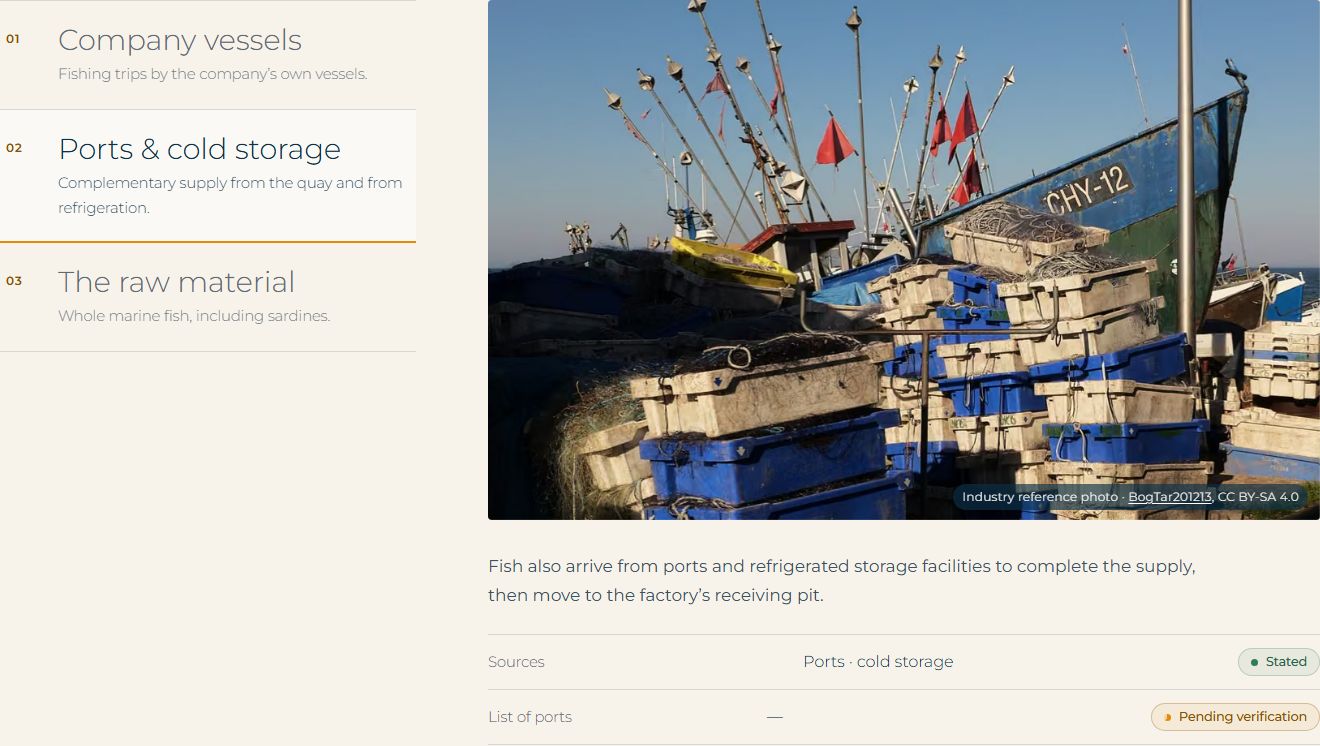 01
Company vessels
Fishing trips by the company’s own vessels.
02
Ports & cold storage
Complementary supply from the quay and from
refrigeration.
03
The raw material
Whole marine fish, including sardines.
CHY-12
Industry reference photo · BogTar201213, CC BY-SA 4.0
Fish also arrive from ports and refrigerated storage facilities to complete the supply,
then move to the factory’s receiving pit.
Sources Ports · cold storage Stated
List of ports — Pending verification